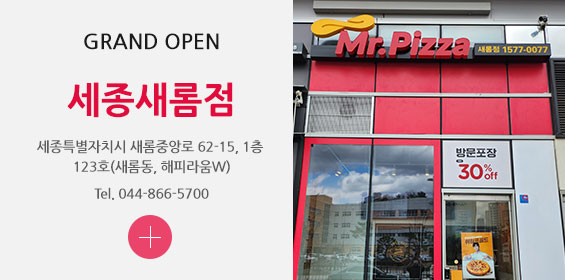 GRAND OPEN
세종새롬점
세종특별자치시 새롬중앙로 62-15, 1층
123호(새롬동, 해피라움W)
Tel. 044-866-5700
Mr.Pizza
새롬점 1577-0077
방문포장
30%
off